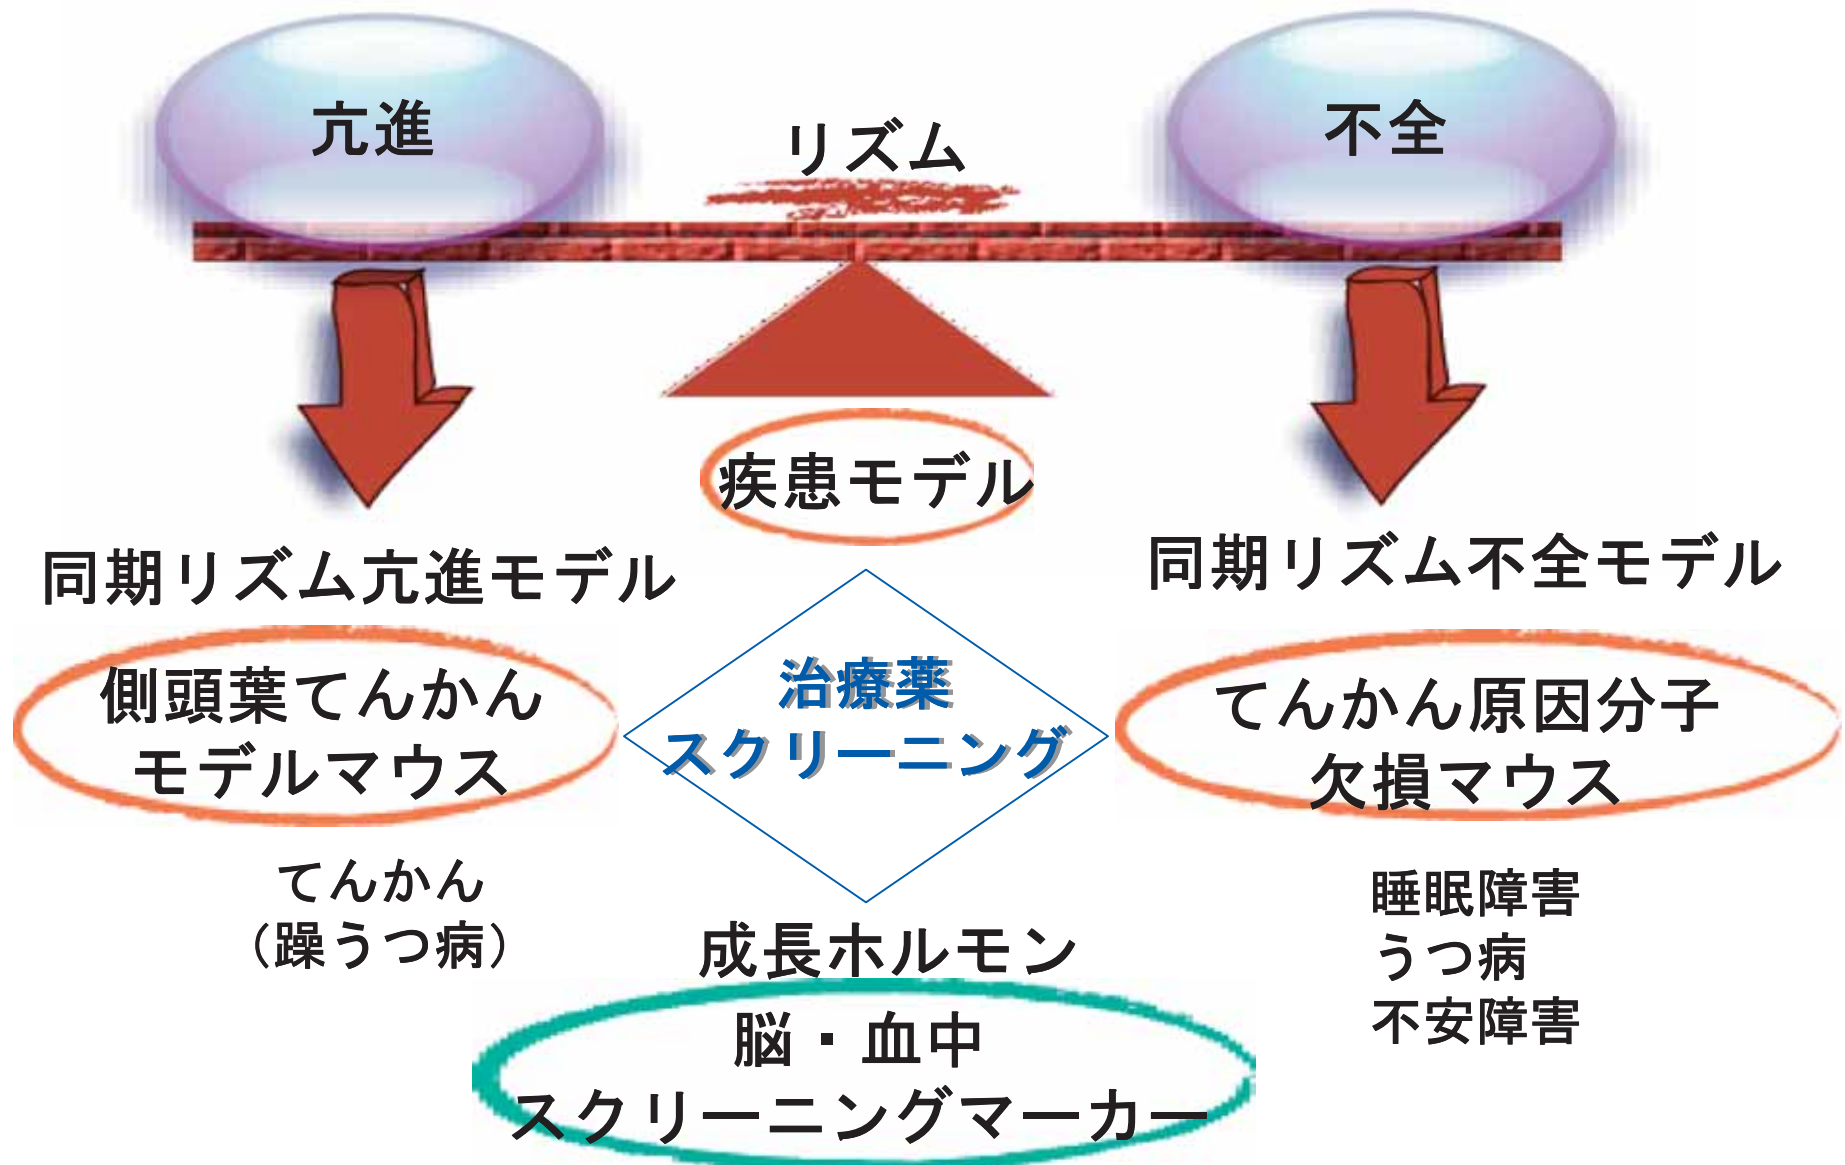 亢進
リズム
不全
疾患モデル
同期リズム亢進モデル
同期リズム不全モデル
側頭葉てんかん
モデルマウス
治療薬
スクリーニング
てんかん原因分子
欠損マウス
てんかん
（躁うつ病）
睡眠障害
うつ病
不安障害
成長ホルモン
脳・血中
スクリーニングマーカー